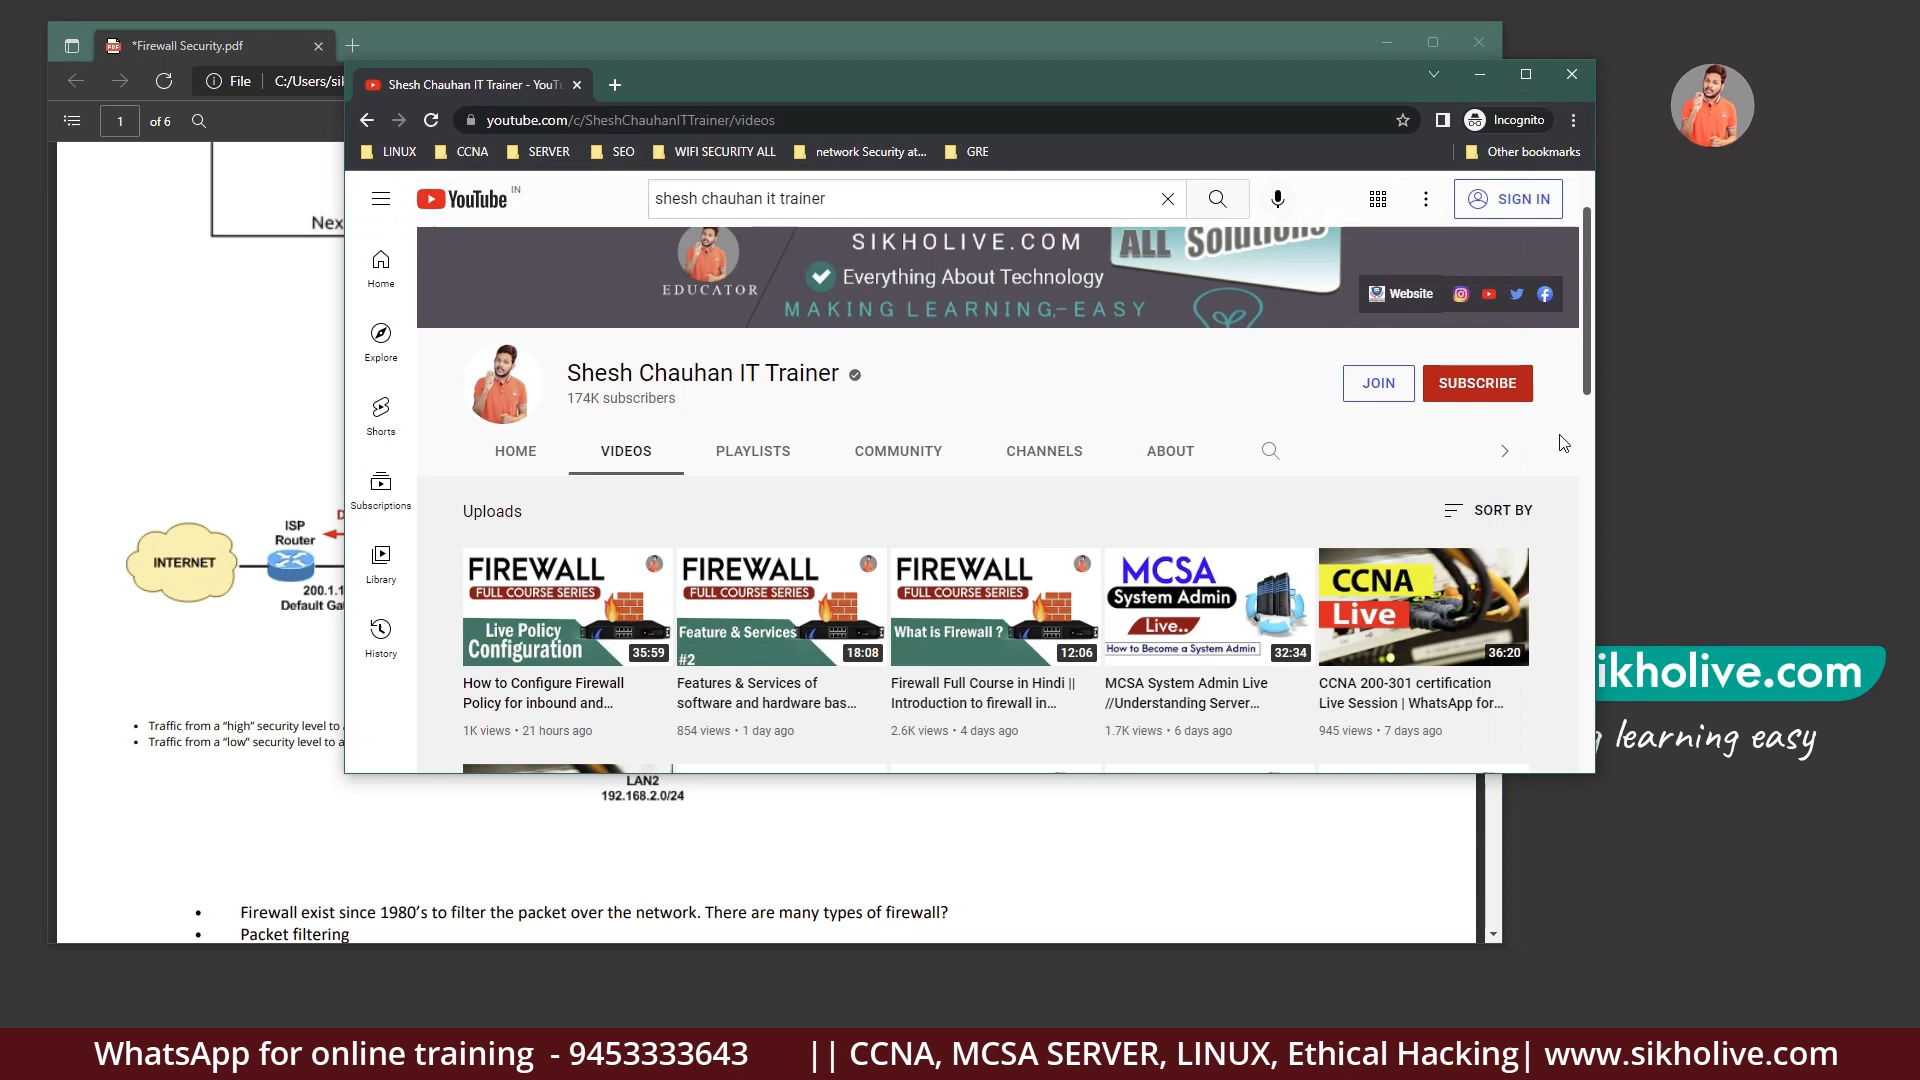 *Firewall Security.pdf
File
C:/Users/si
1
of 6
Shesh Chauhan IT Trainer - YouTu
youtube.com/c/SheshChauhanITTrainer/videos
Incognito
LINUX
CCNA
SERVER
SEO
WIFI SECURITY ALL
network Security at...
GRE
Other bookmarks
YouTube IN
shesh chauhan it trainer
SIGN IN
Home
Explore
Shorts
Subscriptions
Library
History
EDUCATOR
SIKHOLIVE.COM
Everything About Technology
MAKING LEARNING,-EASY
ALL Solutions
Website
Shesh Chauhan IT Trainer
174K subscribers
JOIN
SUBSCRIBE
HOME
VIDEOS
PLAYLISTS
COMMUNITY
CHANNELS
ABOUT
Uploads
SORT BY
FIREWALL
FULL COURSE SERIES
Live Policy
Configuration
35:59
How to Configure Firewall
Policy for inbound and...
1K views • 21 hours ago
FIREWALL
FULL COURSE SERIES
Feature & Services
#2
18:08
Features & Services of
software and hardware bas...
854 views • 1 day ago
FIREWALL
FULL COURSE SERIES
What is Firewall ?
12:06
Firewall Full Course in Hindi ||
Introduction to firewall in...
2.6K views • 4 days ago
MCSA
System Admin
Live..
How to Become a System Admin
32:34
MCSA System Admin Live
//Understanding Server...
1.7K views • 6 days ago
CCNA
Live
36:20
CCNA 200-301 certification
Live Session | WhatsApp for...
945 views • 7 days ago
Nex
INTERNET
ISP
Router
D
200.1.1
Default Ga
• Traffic from a “high” security level to a
• Traffic from a “low” security level to a
LAN2
192.168.2.0/24
• Firewall exist since 1980’s to filter the packet over the network. There are many types of firewall?
• Packet filtering
ikholive.com
g learning easy
WhatsApp for online training - 9453333643 || CCNA, MCSA SERVER, LINUX, Ethical Hacking| www.sikholive.com